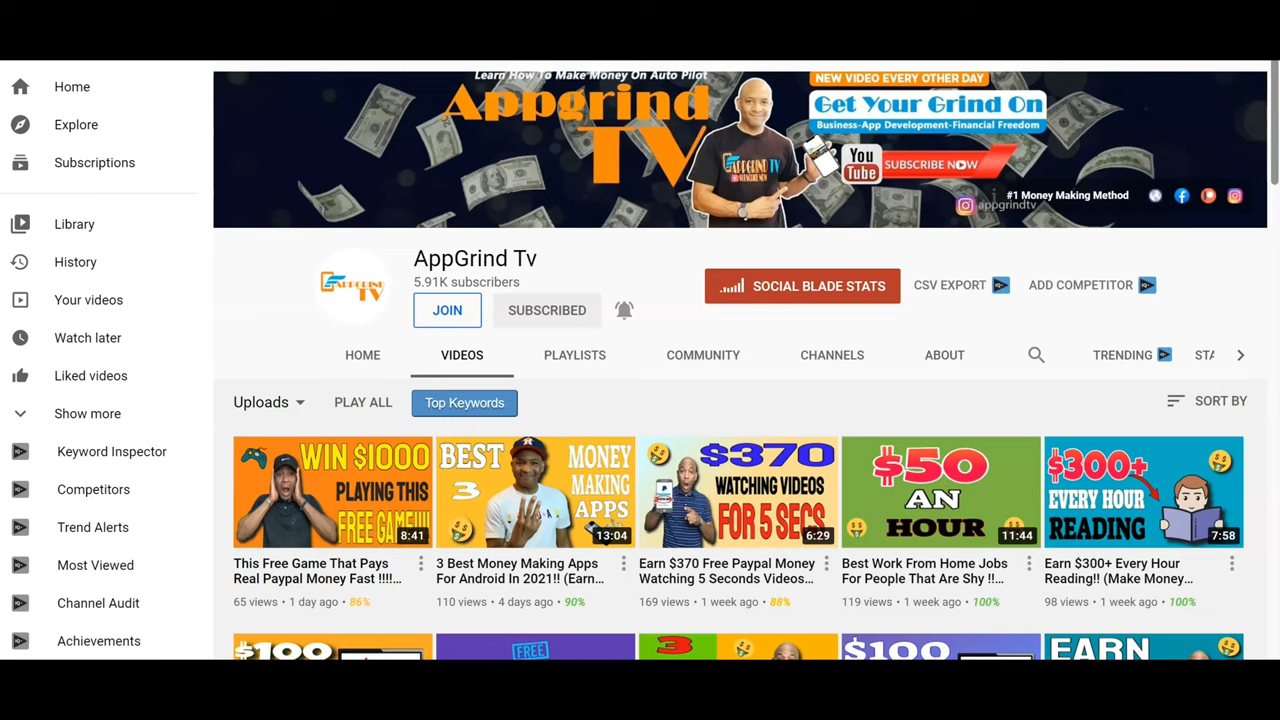 Home
Explore
Subscriptions
Library
History
Your videos
Watch later
Liked videos
Show more
Keyword Inspector
Competitors
Trend Alerts
Most Viewed
Channel Audit
Achievements
Learn How To Make Money On Auto Pilot
Appgrind
TV
APPGRIND TV
SUBSCRIBE NOW
NEW VIDEO EVERY OTHER DAY
Get Your Grind On
Business-App Development-Financial Freedom
You
Tube
SUBSCRIBE NOW
#1 Money Making Method
appgrindtv
APPGRIND
TV
AppGrind Tv
5.91K subscribers
JOIN
SUBSCRIBED
SOCIAL BLADE STATS
CSV EXPORT
ADD COMPETITOR
HOME
VIDEOS
PLAYLISTS
COMMUNITY
CHANNELS
ABOUT
TRENDING
STA
Uploads
PLAY ALL
Top Keywords
SORT BY
WIN $1000
PLAYING THIS
FREE GAME!!!!
8:41
This Free Game That Pays
Real Paypal Money Fast !!!!...
65 views • 1 day ago • 86%
BEST
3
MONEY
MAKING
APPS
13:04
3 Best Money Making Apps
For Android In 2021!! (Earn...
110 views • 4 days ago • 90%
$370
WATCHING VIDEOS
FOR 5 SECS
6:29
Earn $370 Free Paypal Money
Watching 5 Seconds Videos...
169 views • 1 week ago • 88%
$50
AN
HOUR
11:44
Best Work From Home Jobs
For People That Are Shy !!...
119 views • 1 week ago • 100%
$300+
EVERY HOUR
READING
7:58
Earn $300+ Every Hour
Reading!! (Make Money...
98 views • 1 week ago • 100%
$100
FREE
3
$100
EARN